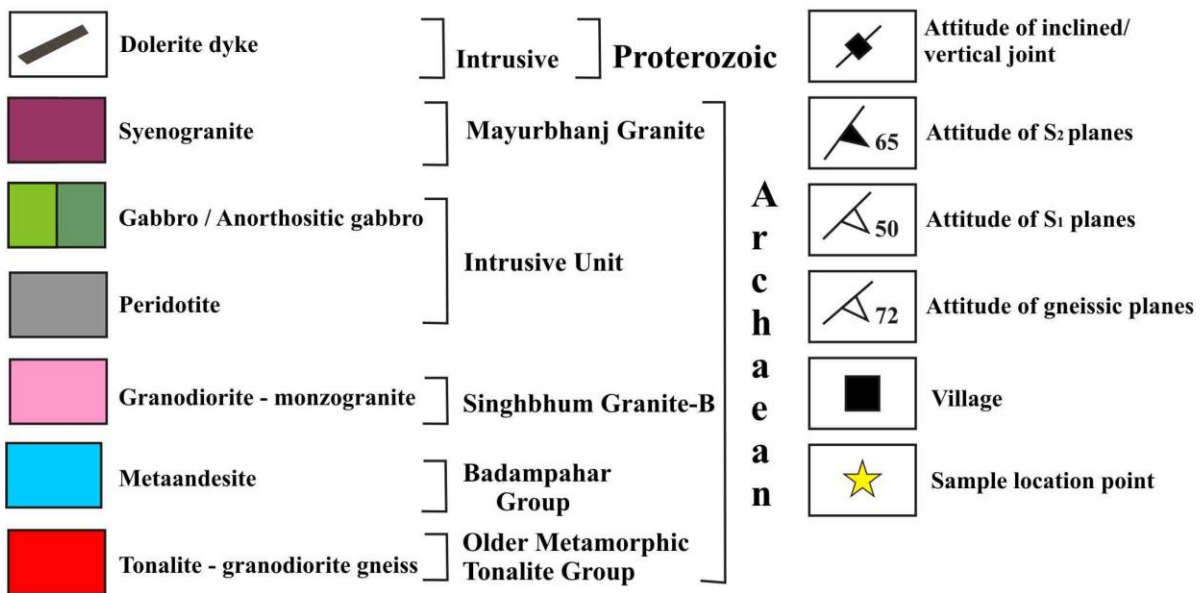 Dolerite dyke
Intrusive
Proterozoic
Syenogranite
Mayurbhanj Granite
Gabbro / Anorthositic gabbro
Intrusive Unit
Peridotite
Granodiorite - monzogranite
Singhbhum Granite-B
Metaandesite
Badampahar
Group
Tonalite - granodiorite gneiss
Older Metamorphic
Tonalite Group
Archaean
Attitude of inclined/
vertical joint
65
Attitude of S2 planes
50
Attitude of S1 planes
72
Attitude of gneissic planes
Village
Sample location point